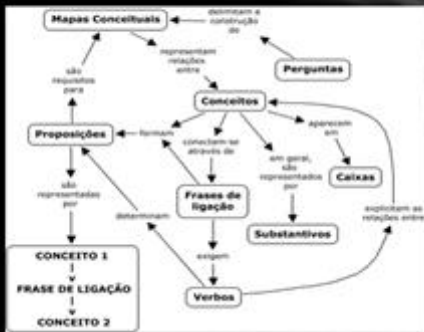 Mapas Conceituais
delimitam a
construção
de
representam
relações
entre
Perguntas
são
requisitos
para
Conceitos
Proposições
formam
conectam-se
através de
aparecem
em
em geral,
são
representados
por
Caixas
são
representadas
por
Frases de
ligação
determinam
explicitam as
relações entre
Substantivos
exigem
CONCEITO 1
FRASE DE LIGAÇÃO
CONCEITO 2
Verbos